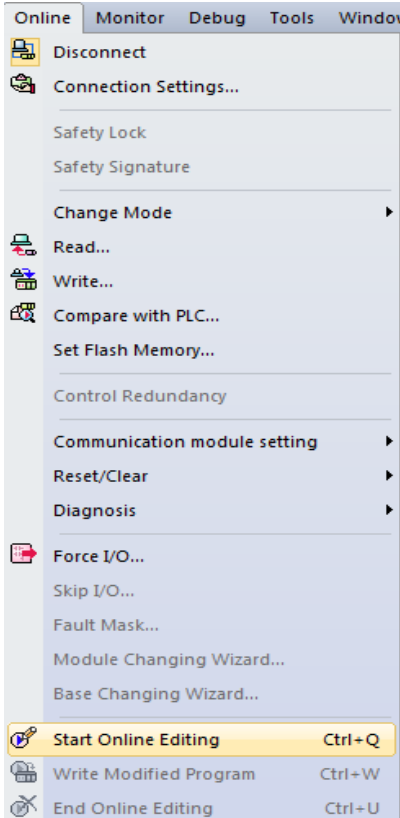 Online Monitor Debug Tools Window
Disconnect
Connection Settings...
Safety Lock
Safety Signature
Change Mode
Read...
Write...
Compare with PLC...
Set Flash Memory...
Control Redundancy
Communication module setting
Reset/Clear
Diagnosis
Force I/O...
Skip I/O...
Fault Mask...
Module Changing Wizard...
Base Changing Wizard...
Start Online Editing Ctrl+Q
Write Modified Program Ctrl+W
End Online Editing Ctrl+U